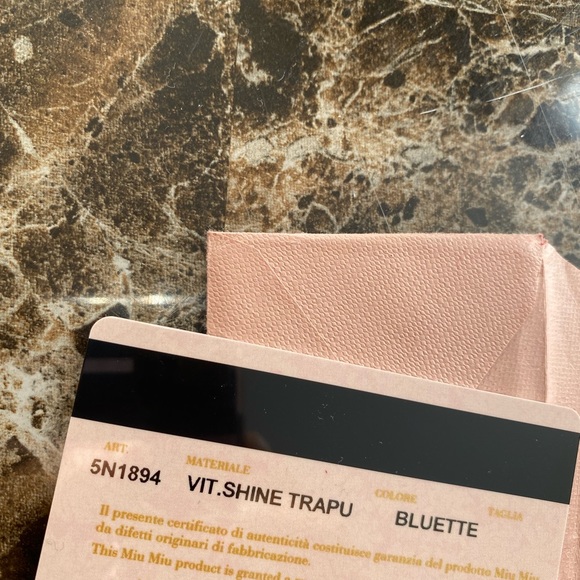 ART. MATERIALE COLORE TAGLIA
5N1894 VIT.SHINE TRAPU BLUETTE
Il presente certificato di autenticità costituisce garanzia del prodotto Miu Miu
da difetti originari di fabbricazione.
This Miu Miu product is granted a